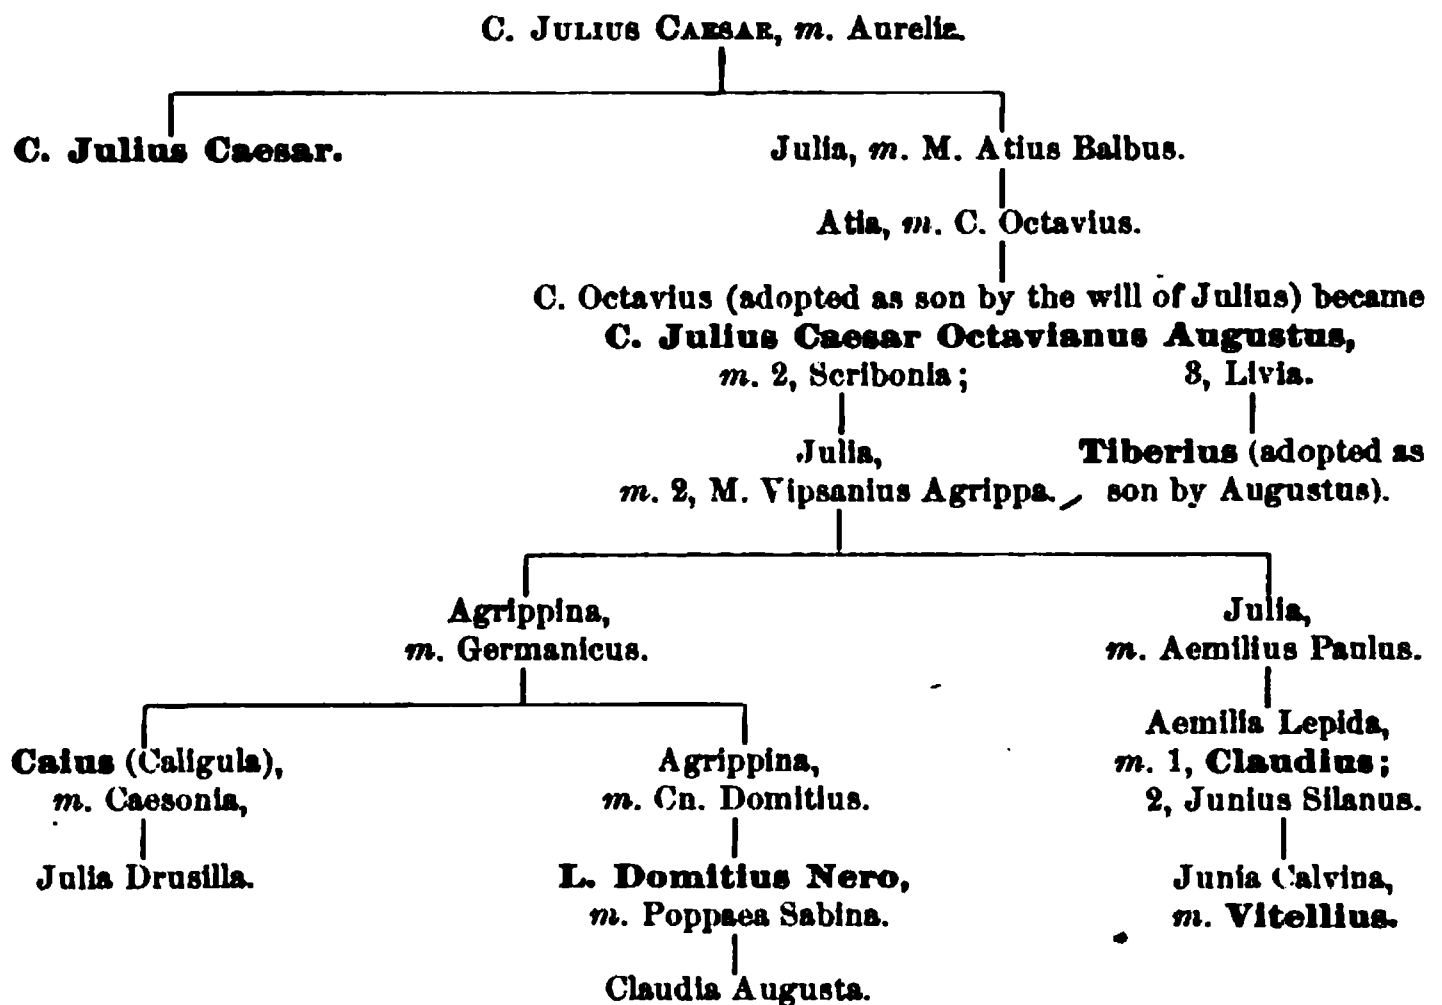 C. JULIUS CAESAR, m. Aurelia.
C. Julius Caesar.
Julia, m. M. Atius Balbus.
Atia, m. C. Octavius.
C. Octavius (adopted as son by the will of Julius) became
C. Julius Caesar Octavianus Augustus,
m. 2, Scribonia; 3, Livia.
Julia,
m. 2, M. Vipsanius Agrippa.
Tiberius (adopted as
son by Augustus).
Agrippina,
m. Germanicus.
Julia,
m. Aemilius Paulus.
Caius (Caligula),
m. Caesonia,
Julia Drusilla.
Agrippina,
m. Cn. Domitius.
L. Domitius Nero,
m. Poppaea Sabina.
Claudia Augusta.
Aemilia Lepida,
m. 1, Claudius;
2, Junius Silanus.
Junia Calvina,
m. Vitellius.